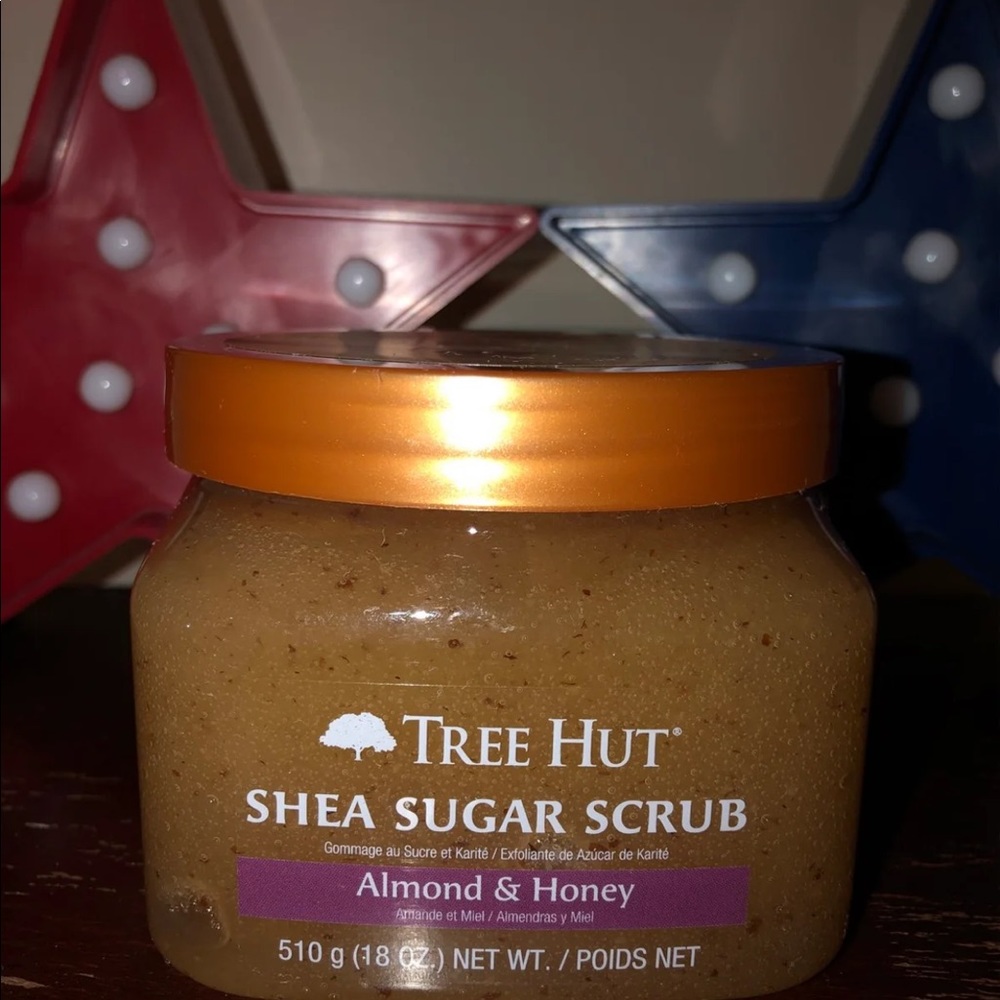 TREE HUT®
SHEA SUGAR SCRUB
Gommage au Sucre et Karité / Exfoliante de Azúcar de Karité
Almond & Honey
Amande et Miel / Almendras y Miel
510 g (18 OZ.) NET WT. / POIDS NET